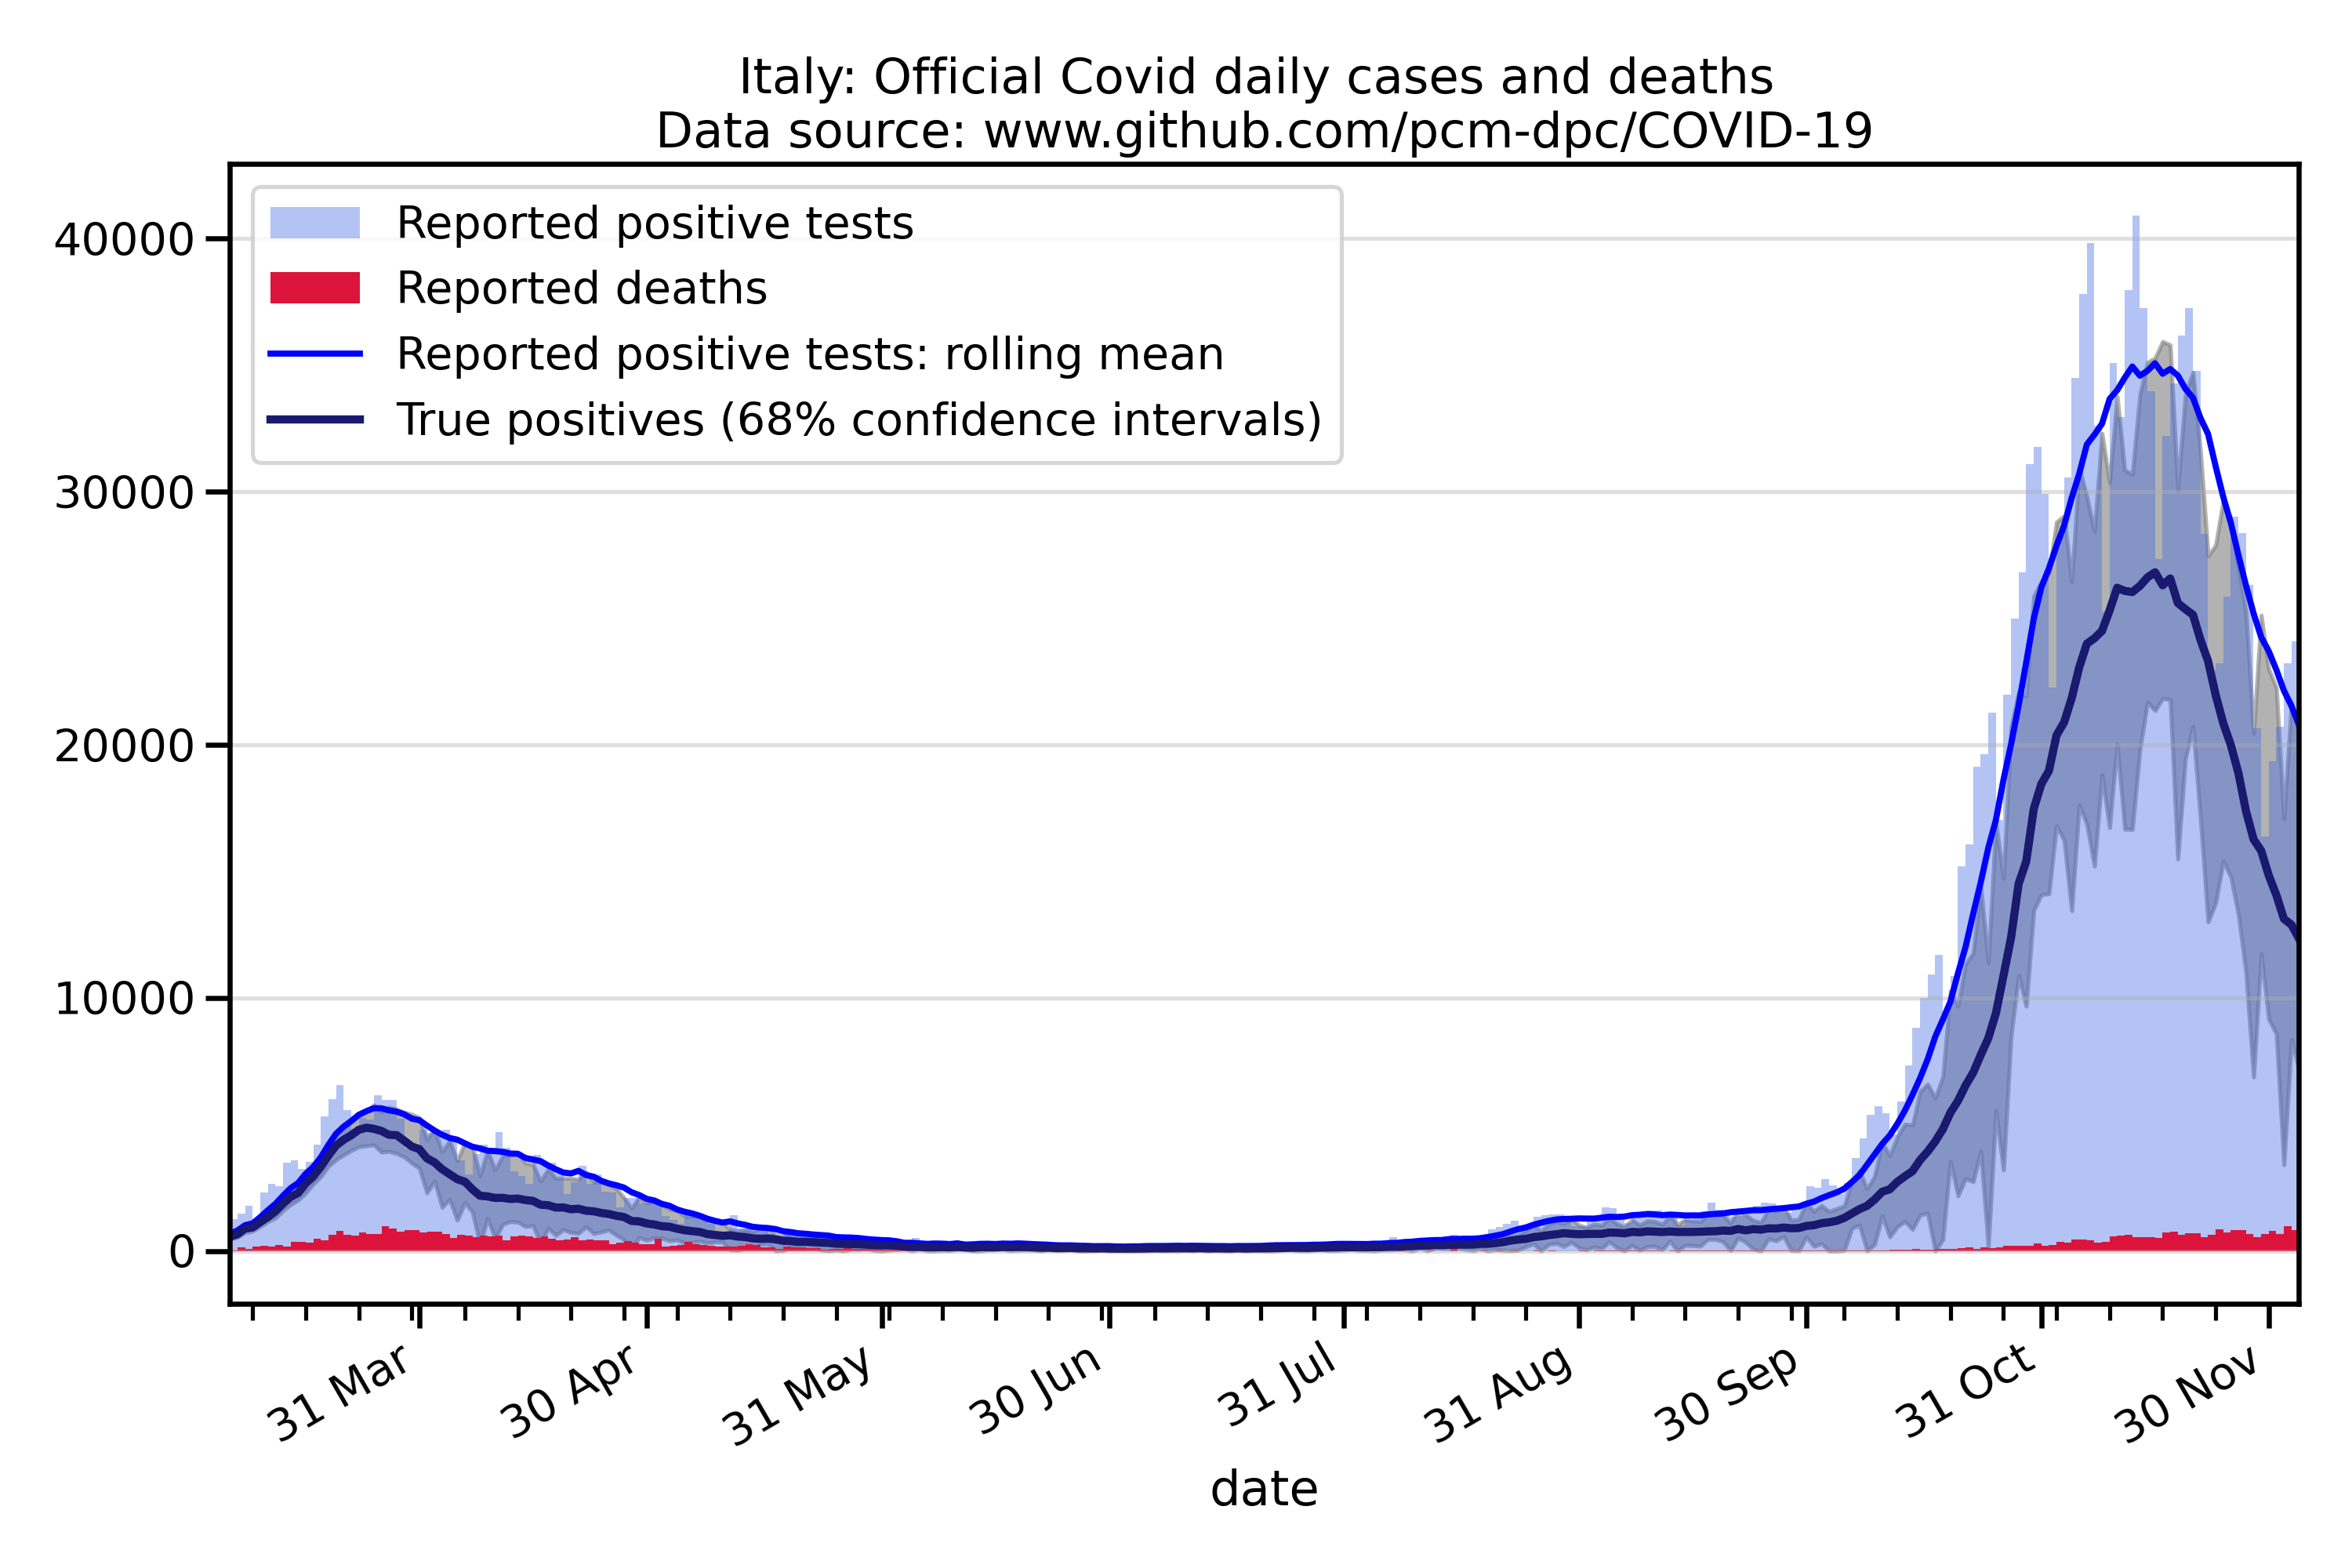 Italy: Official Covid daily cases and deaths
Data source: www.github.com/pcm-dpc/COVID-19
Reported positive tests
Reported deaths
Reported positive tests: rolling mean
True positives (68% confidence intervals)
40000
30000
20000
10000
0
31 Mar
30 Apr
31 May
30 Jun
31 Jul
31 Aug
30 Sep
31 Oct
30 Nov
date